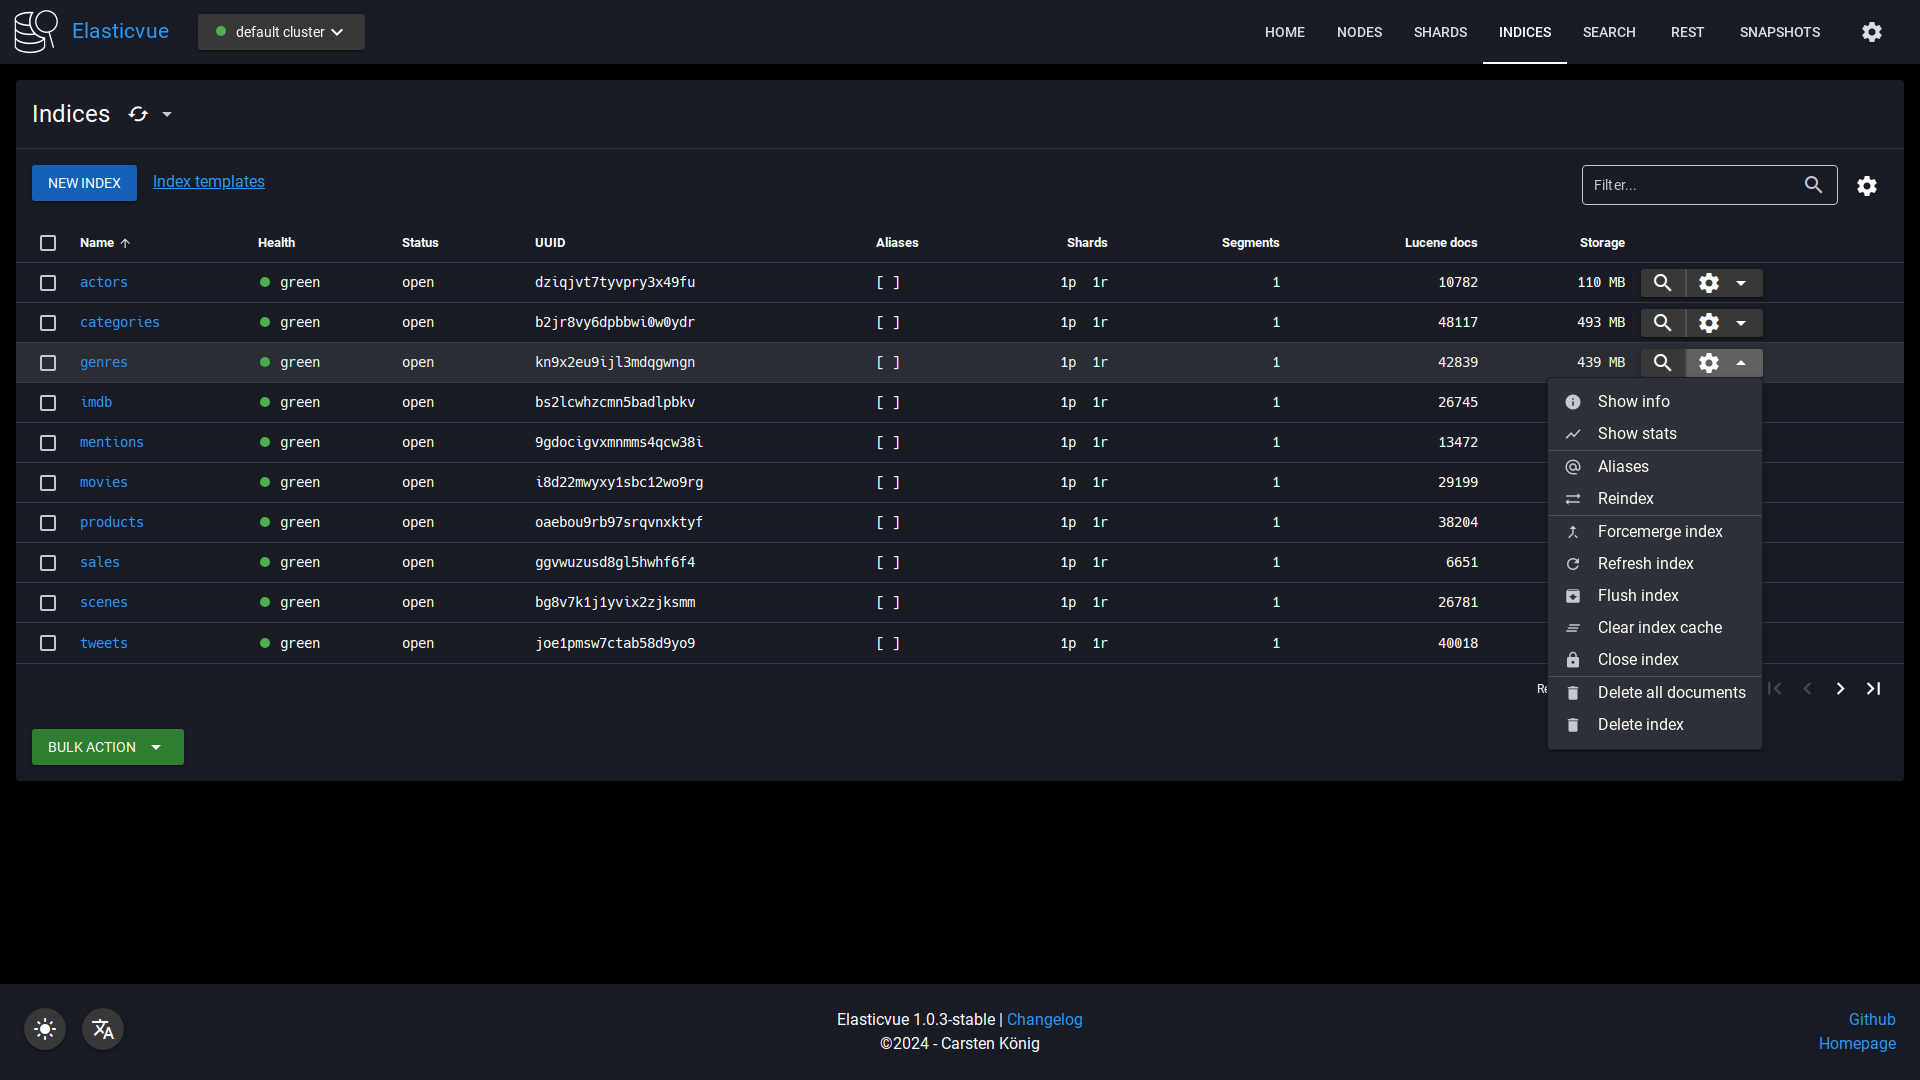 Elasticvue default cluster HOME NODES SHARDS INDICES SEARCH REST SNAPSHOTS
Indices
NEW INDEX Index templates Filter...
Name Health Status UUID Aliases Shards Segments Lucene docs Storage
actors green open dziqjvt7tyvpry3x49fu [ ] 1p 1r 1 10782 110 MB
categories green open b2jr8vy6dpbbwi0w0ydr [ ] 1p 1r 1 48117 493 MB
genres green open kn9x2eu9ijl3mdqgwngn [ ] 1p 1r 1 42839 439 MB
imdb green open bs2lcwhzcmn5badlpbkv [ ] 1p 1r 1 26745
mentions green open 9gdocigvxmnmms4qcw38i [ ] 1p 1r 1 13472
movies green open i8d22mwyxy1sbc12wo9rg [ ] 1p 1r 1 29199
products green open oaebou9rb97srqvnxktyf [ ] 1p 1r 1 38204
sales green open ggvwuzusd8gl5hwhf6f4 [ ] 1p 1r 1 6651
scenes green open bg8v7k1j1yvix2zjksmm [ ] 1p 1r 1 26781
tweets green open joe1pmsw7ctab58d9yo9 [ ] 1p 1r 1 40018
Show info
Show stats
Aliases
Reindex
Forcemerge index
Refresh index
Flush index
Clear index cache
Close index
Delete all documents
Delete index
BULK ACTION
Elasticvue 1.0.3-stable | Changelog
©2024 - Carsten König
Github
Homepage